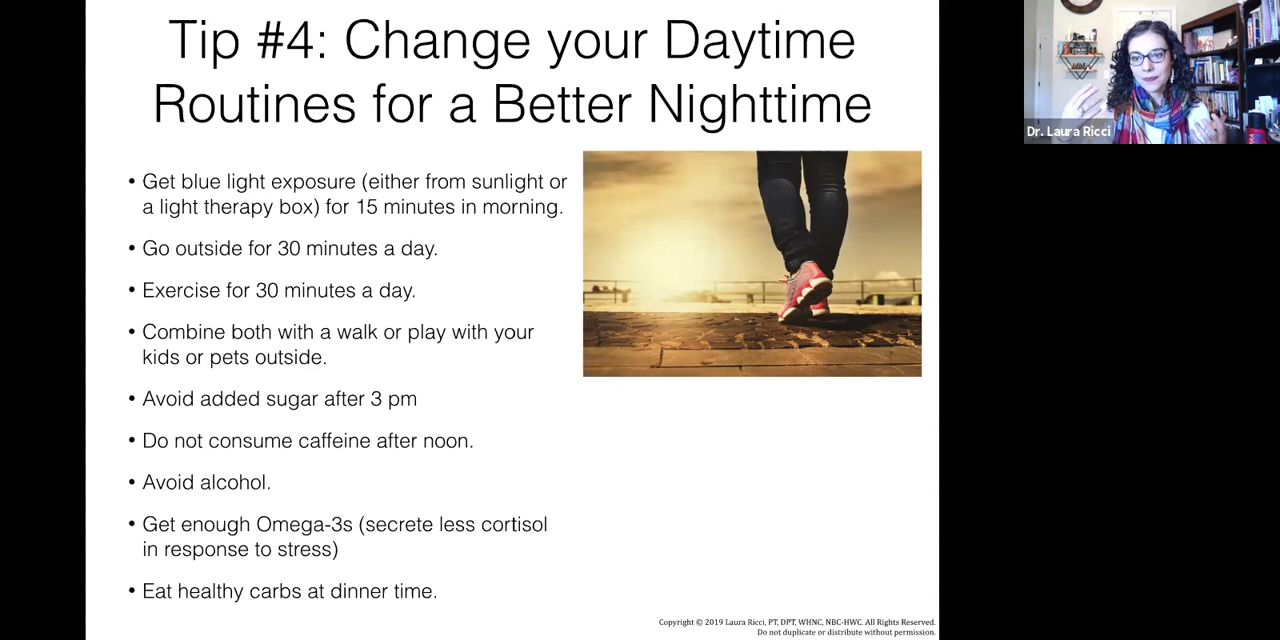 Tip #4: Change your Daytime
Routines for a Better Nighttime
• Get blue light exposure (either from sunlight or
a light therapy box) for 15 minutes in morning.
• Go outside for 30 minutes a day.
• Exercise for 30 minutes a day.
• Combine both with a walk or play with your
kids or pets outside.
• Avoid added sugar after 3 pm
• Do not consume caffeine after noon.
• Avoid alcohol.
• Get enough Omega-3s (secrete less cortisol
in response to stress)
• Eat healthy carbs at dinner time.
Copyright © 2019 Laura Ricci, PT, DPT, WHNC, NBC-HWC. All Rights Reserved.
Do not duplicate or distribute without permission.
Dr. Laura Ricci